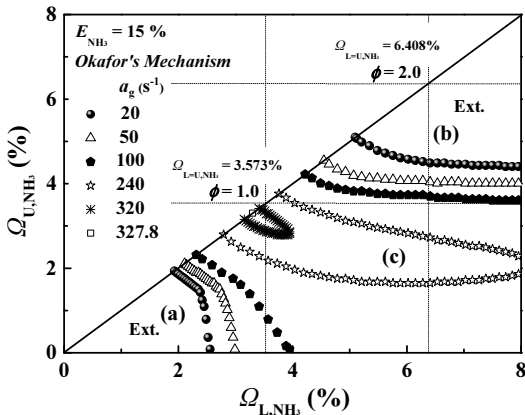 E_NH₃ = 15 %
Okafor's Mechanism
a_g (s⁻¹)
20
50
100
240
320
327.8
Ω_L=U,NH₃ = 6.408%
ϕ = 2.0
Ext.
(b)
Ω_L=U,NH₃ = 3.573%
ϕ = 1.0
(c)
(a)
Ext.
Ω_U,NH₃ (%)
8
6
4
2
0
0 2 4 6 8
Ω_L,NH₃ (%)